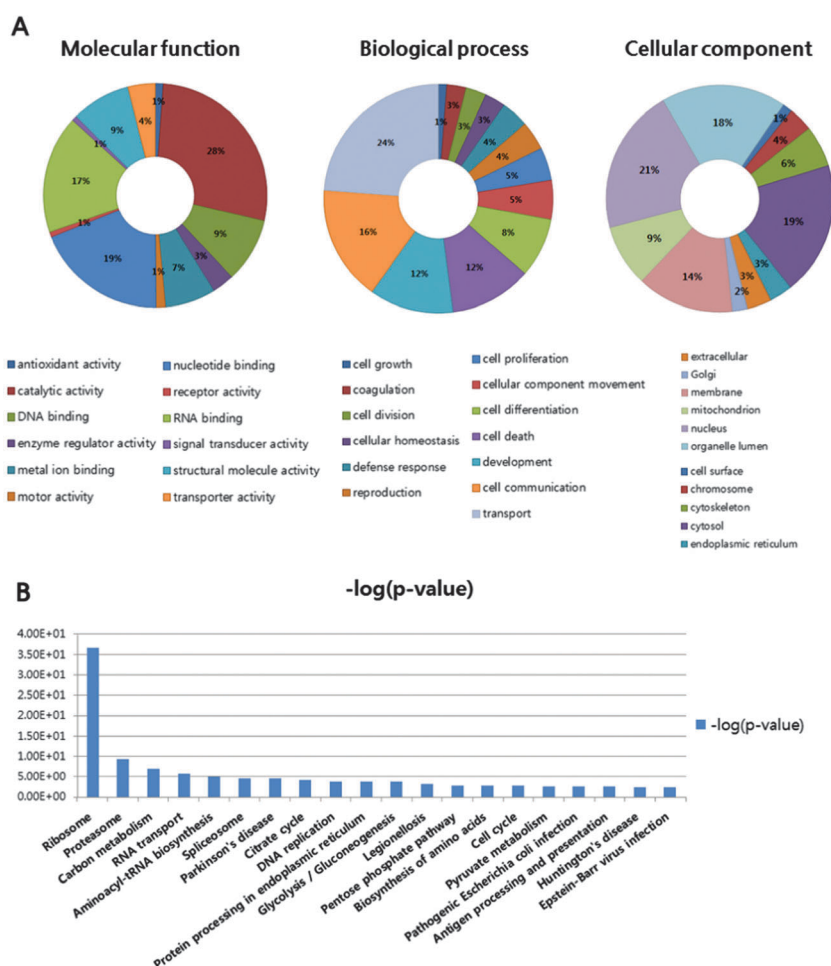 A
Molecular function
Biological process
Cellular component
1%
28%
9%
3%
7%
1%
19%
1%
17%
1%
9%
4%
1%
3%
3%
3%
4%
4%
5%
5%
8%
12%
12%
16%
24%
1%
4%
6%
19%
3%
3%
2%
14%
9%
21%
18%
antioxidant activity
catalytic activity
DNA binding
enzyme regulator activity
metal ion binding
motor activity
nucleotide binding
receptor activity
RNA binding
signal transducer activity
structural molecule activity
transporter activity
cell growth
coagulation
cell division
cellular homeostasis
defense response
reproduction
cell proliferation
cellular component movement
cell differentiation
cell death
development
cell communication
transport
extracellular
Golgi
membrane
mitochondrion
nucleus
organelle lumen
cell surface
chromosome
cytoskeleton
cytosol
endoplasmic reticulum
B
-log(p-value)
4.00E+01
3.50E+01
3.00E+01
2.50E+01
2.00E+01
1.50E+01
1.00E+01
5.00E+00
0.00E+00
-log(p-value)
Ribosome
Proteasome
Carbon metabolism
RNA transport
Aminoacyl-tRNA biosynthesis
Spliceosome
Parkinson's disease
Citrate cycle
DNA replication
Protein processing in endoplasmic reticulum
Glycolysis / Gluconeogenesis
Legionellosis
Pentose phosphate pathway
Biosynthesis of amino acids
Cell cycle
Pyruvate metabolism
Pathogenic Escherichia coli infection
Antigen processing and presentation
Huntington's disease
Epstein-Barr virus infection